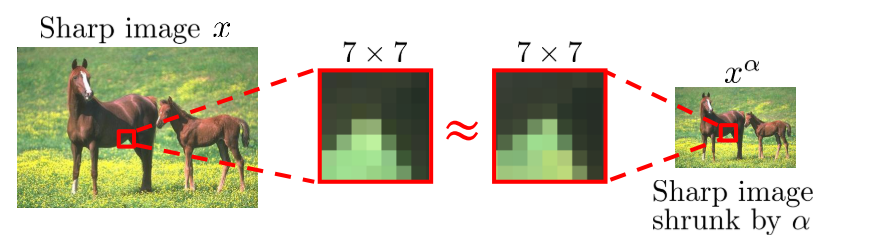 Sharp image x
7 × 7
≈
7 × 7
x^α
Sharp image
shrunk by α